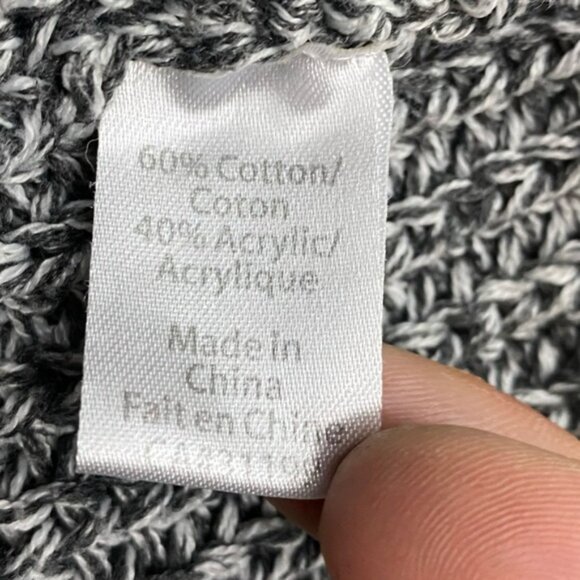 60% Cotton/
Coton
40% Acrylic/
Acrylique
Made in
China
Fait en Chine